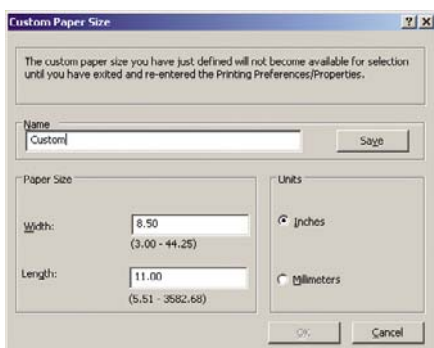 Custom Paper Size
The custom paper size you have just defined will not become available for selection
until you have exited and re-entered the Printing Preferences/Properties.
Name
Custom
Save
Paper Size
Width:
8.50
(3.00 - 44.25)
Length:
11.00
(5.51 - 3582.68)
Units
Inches
Millimeters
OK
Cancel